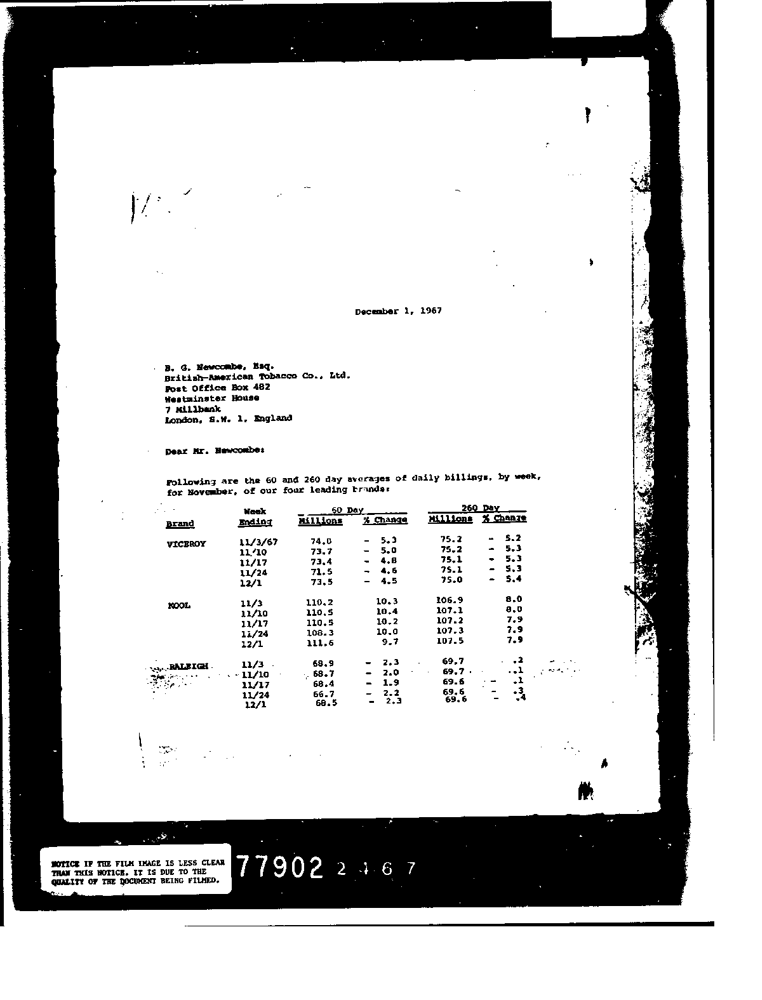 December 1, 1967
B. G. Newcombe, Esq.
British-American Tobacco Co., Ltd.
Post Office Box 482
Westminster House
7 Millbank
London, S.W. 1, England
Dear Mr. Newcombe:
Following are the 60 and 260 day averages of daily billings, by week,
for November, of our four leading brands:
Week 60 Day 260 Day
Brand Ending Millions % Change Millions % Change
VICEROY 11/3/67 74.0 - 5.3 75.2 - 5.2
11/10 73.7 - 5.0 75.2 - 5.3
11/17 73.4 - 4.8 75.1 - 5.3
11/24 71.5 - 4.6 75.1 - 5.3
12/1 73.5 - 4.5 75.0 - 5.4
KOOL 11/3 110.2 10.3 106.9 8.0
11/10 110.5 10.4 107.1 8.0
11/17 110.5 10.2 107.2 7.9
11/24 108.3 10.0 107.3 7.9
12/1 111.6 9.7 107.5 7.9
RALEIGH 11/3 68.9 - 2.3 69.7 .2
11/10 68.7 - 2.0 69.7 .1
11/17 68.4 - 1.9 69.6 - .1
11/24 66.7 - 2.2 69.6 - .3
12/1 68.5 - 2.3 69.6 - .4
NOTICE IF THE FILM IMAGE IS LESS CLEAR
THAN THIS NOTICE, IT IS DUE TO THE
QUALITY OF THE DOCUMENT BEING FILMED.
77902 2467